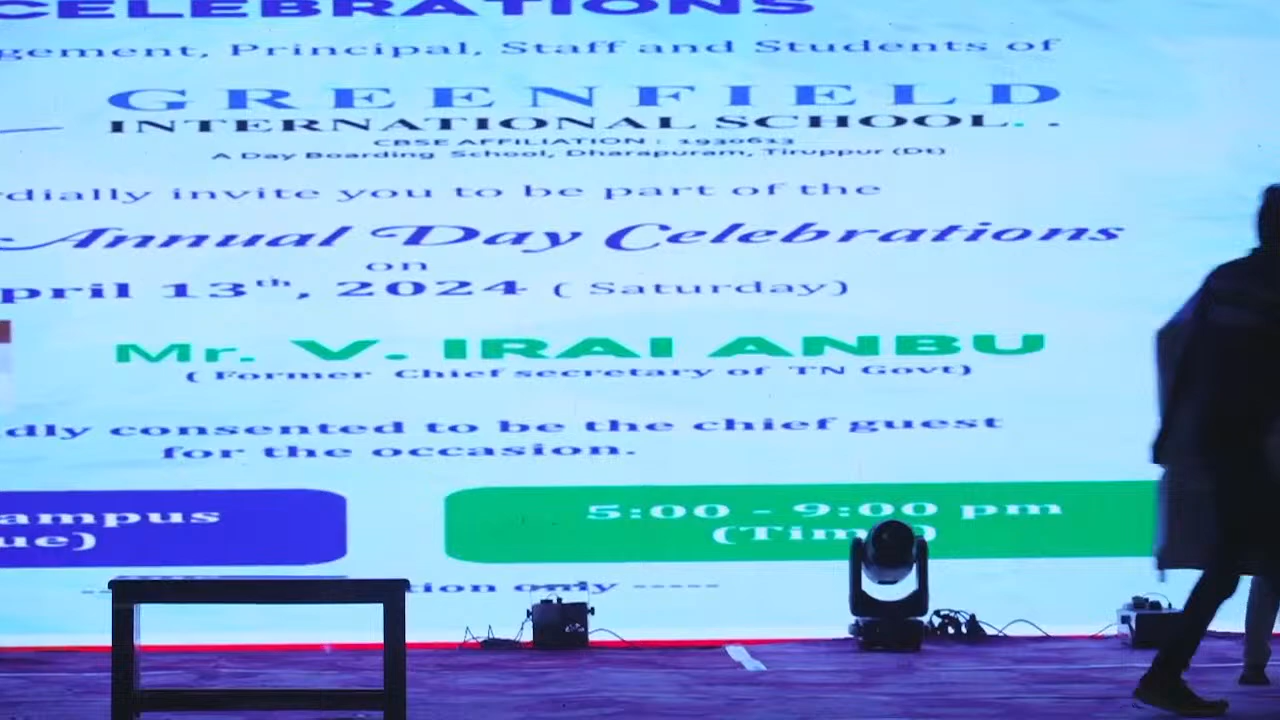 CELEBRATIONS
gement, Principal, Staff and Students of
GREENFIELD
INTERNATIONAL SCHOOL. .
CBSE AFFILIATION : 1930613
A Day Boarding School, Dharapuram, Tiruppur (Dt)
rdially invite you to be part of the
Annual Day Celebrations
on
pril 13th, 2024 ( Saturday)
Mr. V. IRAI ANBU
( Former Chief secretary of TN Govt)
dly consented to be the chief guest
for the occasion.
ampus
ue)
5:00 - 9:00 pm
(Tim )
tion only -----